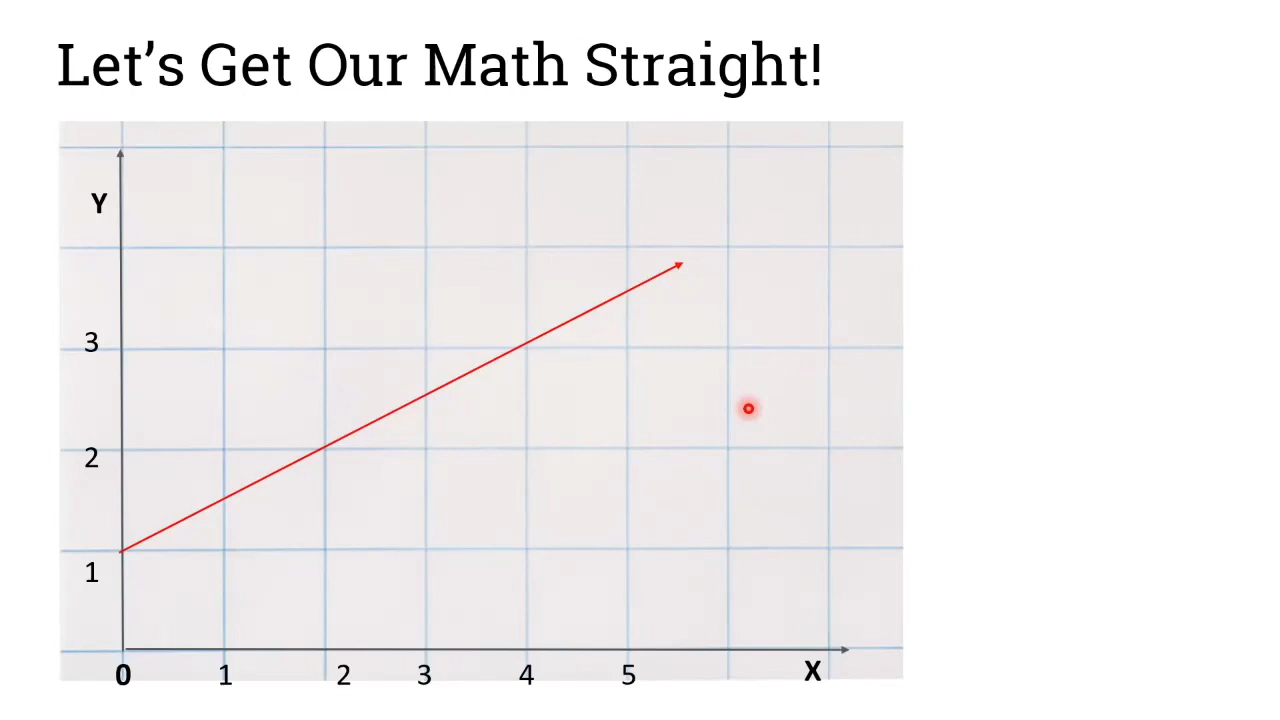 Let’s Get Our Math Straight!
Y
3
2
1
0 1 2 3 4 5 X